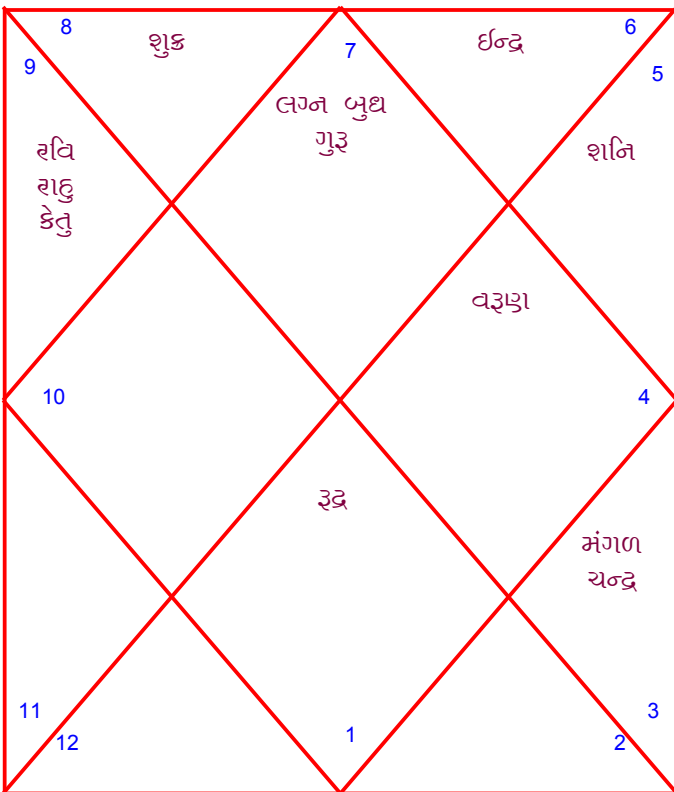 8
શુક્ર
7
ઈન્દ્ર
6
9
5
લગ્ન બુધ
ગુરૂ
રવિ
રાહુ
કેતુ
શનિ
વરૂણ
10
4
રૂદ્ર
મંગળ
ચન્દ્ર
11
12
1
2
3